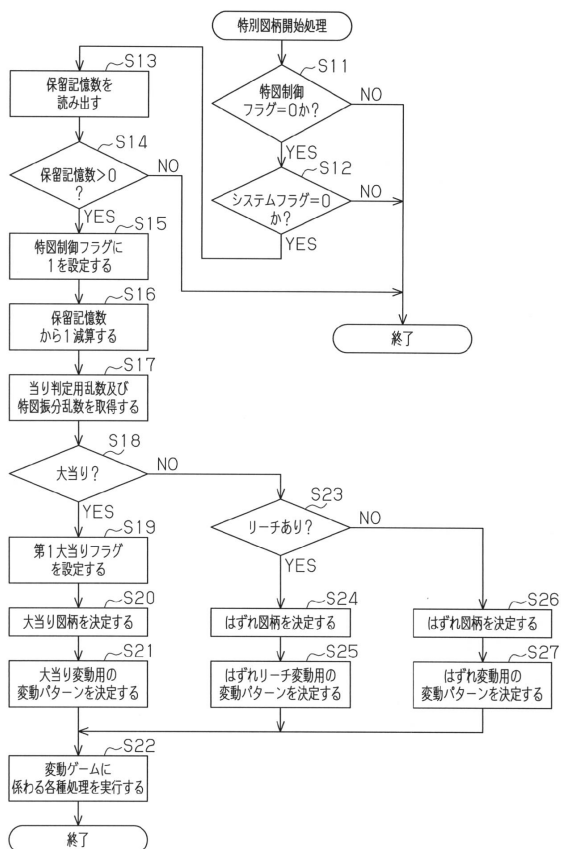 特別図柄開始処理
S11
特図制御
フラグ=0か?
NO
YES
S12
システムフラグ=0
か?
NO
YES
S13
保留記憶数を
読み出す
S14
保留記憶数>0
?
NO
YES
S15
特図制御フラグに
1を設定する
S16
保留記憶数
から1減算する
S17
当り判定用乱数及び
特図振分乱数を取得する
終了
S18
大当り?
NO
YES
S19
第1大当りフラグ
を設定する
S20
大当り図柄を決定する
S21
大当り変動用の
変動パターンを決定する
S23
リーチあり?
NO
YES
S24
はずれ図柄を決定する
S25
はずれリーチ変動用の
変動パターンを決定する
S26
はずれ図柄を決定する
S27
はずれ変動用の
変動パターンを決定する
S22
変動ゲームに
係わる各種処理を実行する
終了